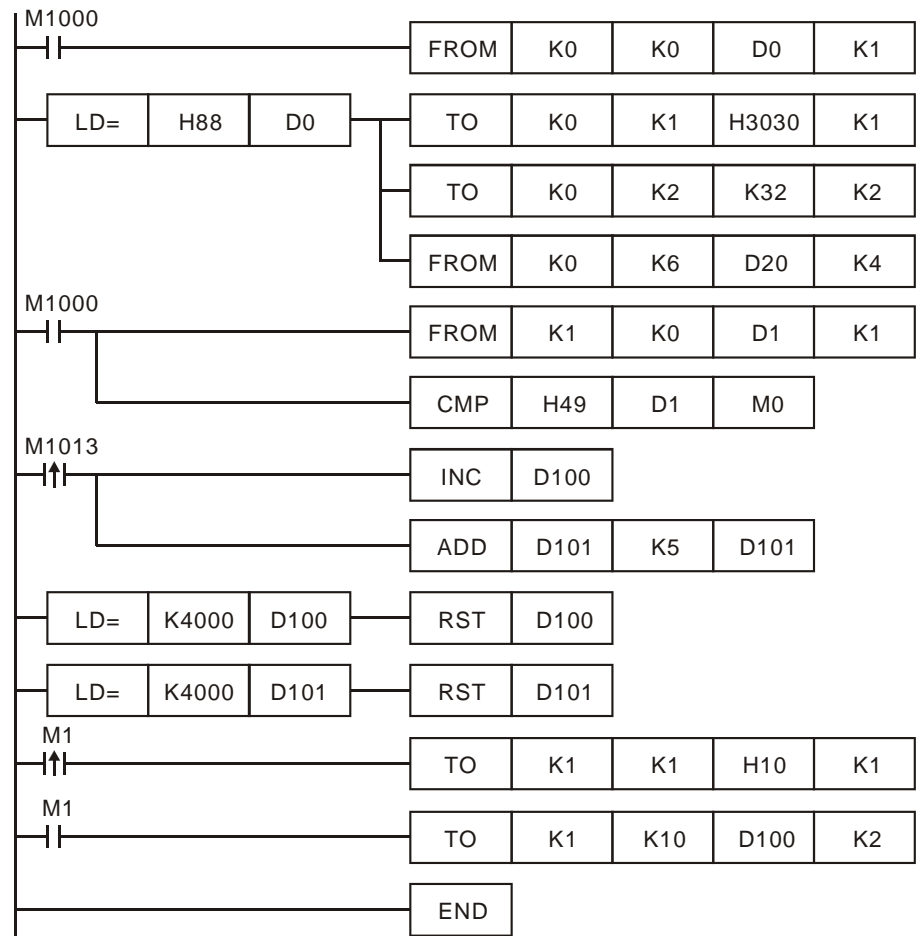 M1000
FROM K0 K0 D0 K1
LD= H88 D0 TO K0 K1 H3030 K1
TO K0 K2 K32 K2
FROM K0 K6 D20 K4
M1000
FROM K1 K0 D1 K1
CMP H49 D1 M0
M1013
INC D100
ADD D101 K5 D101
LD= K4000 D100 RST D100
LD= K4000 D101 RST D101
M1
TO K1 K1 H10 K1
M1
TO K1 K10 D100 K2
END